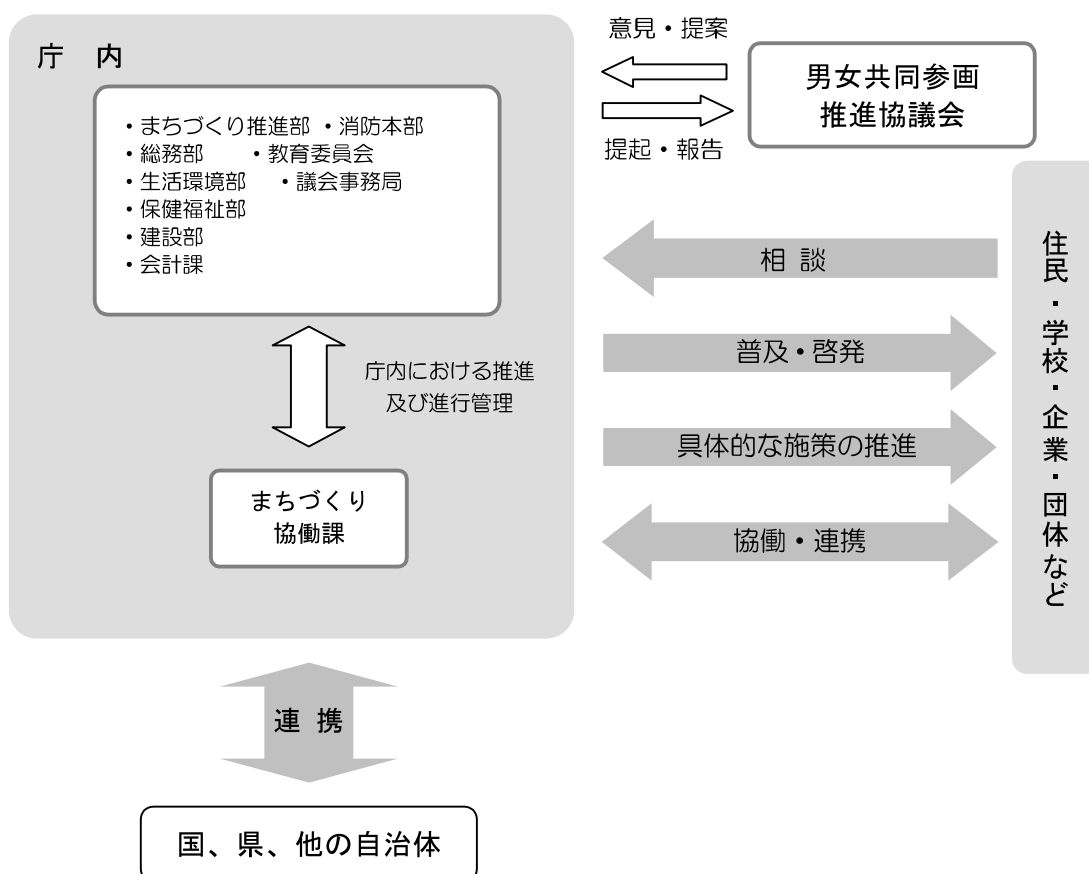 庁 内
・まちづくり推進部 ・消防本部
・総務部 ・教育委員会
・生活環境部 ・議会事務局
・保健福祉部
・建設部
・会計課
庁内における推進
及び進行管理
まちづくり
協働課
意見・提案
提起・報告
男女共同参画
推進協議会
相 談
普及・啓発
具体的な施策の推進
協働・連携
住民・学校・企業・団体など
連 携
国、県、他の自治体